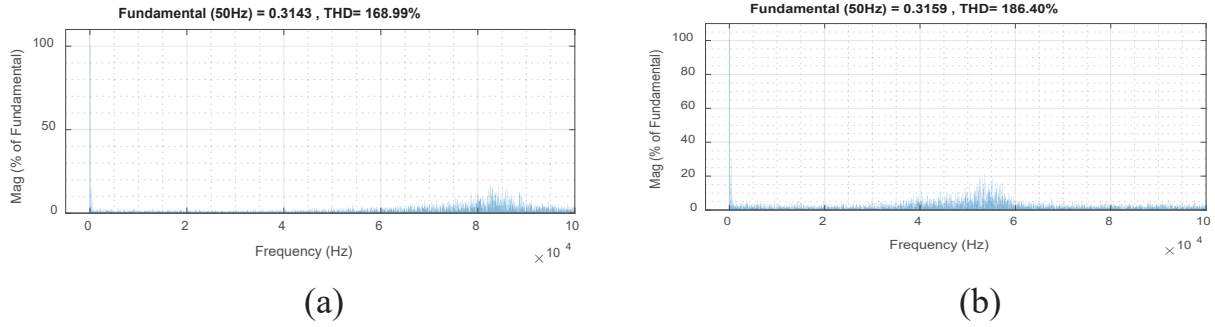 Fundamental (50Hz) = 0.3143 , THD= 168.99%
100
50
0
Mag (% of Fundamental)
0 2 4 6 8 10
Frequency (Hz)
× 10 4
(a)
Fundamental (50Hz) = 0.3159 , THD= 186.40%
100
80
60
40
20
0
Mag (% of Fundamental)
0 2 4 6 8 10
Frequency (Hz)
× 10 4
(b)